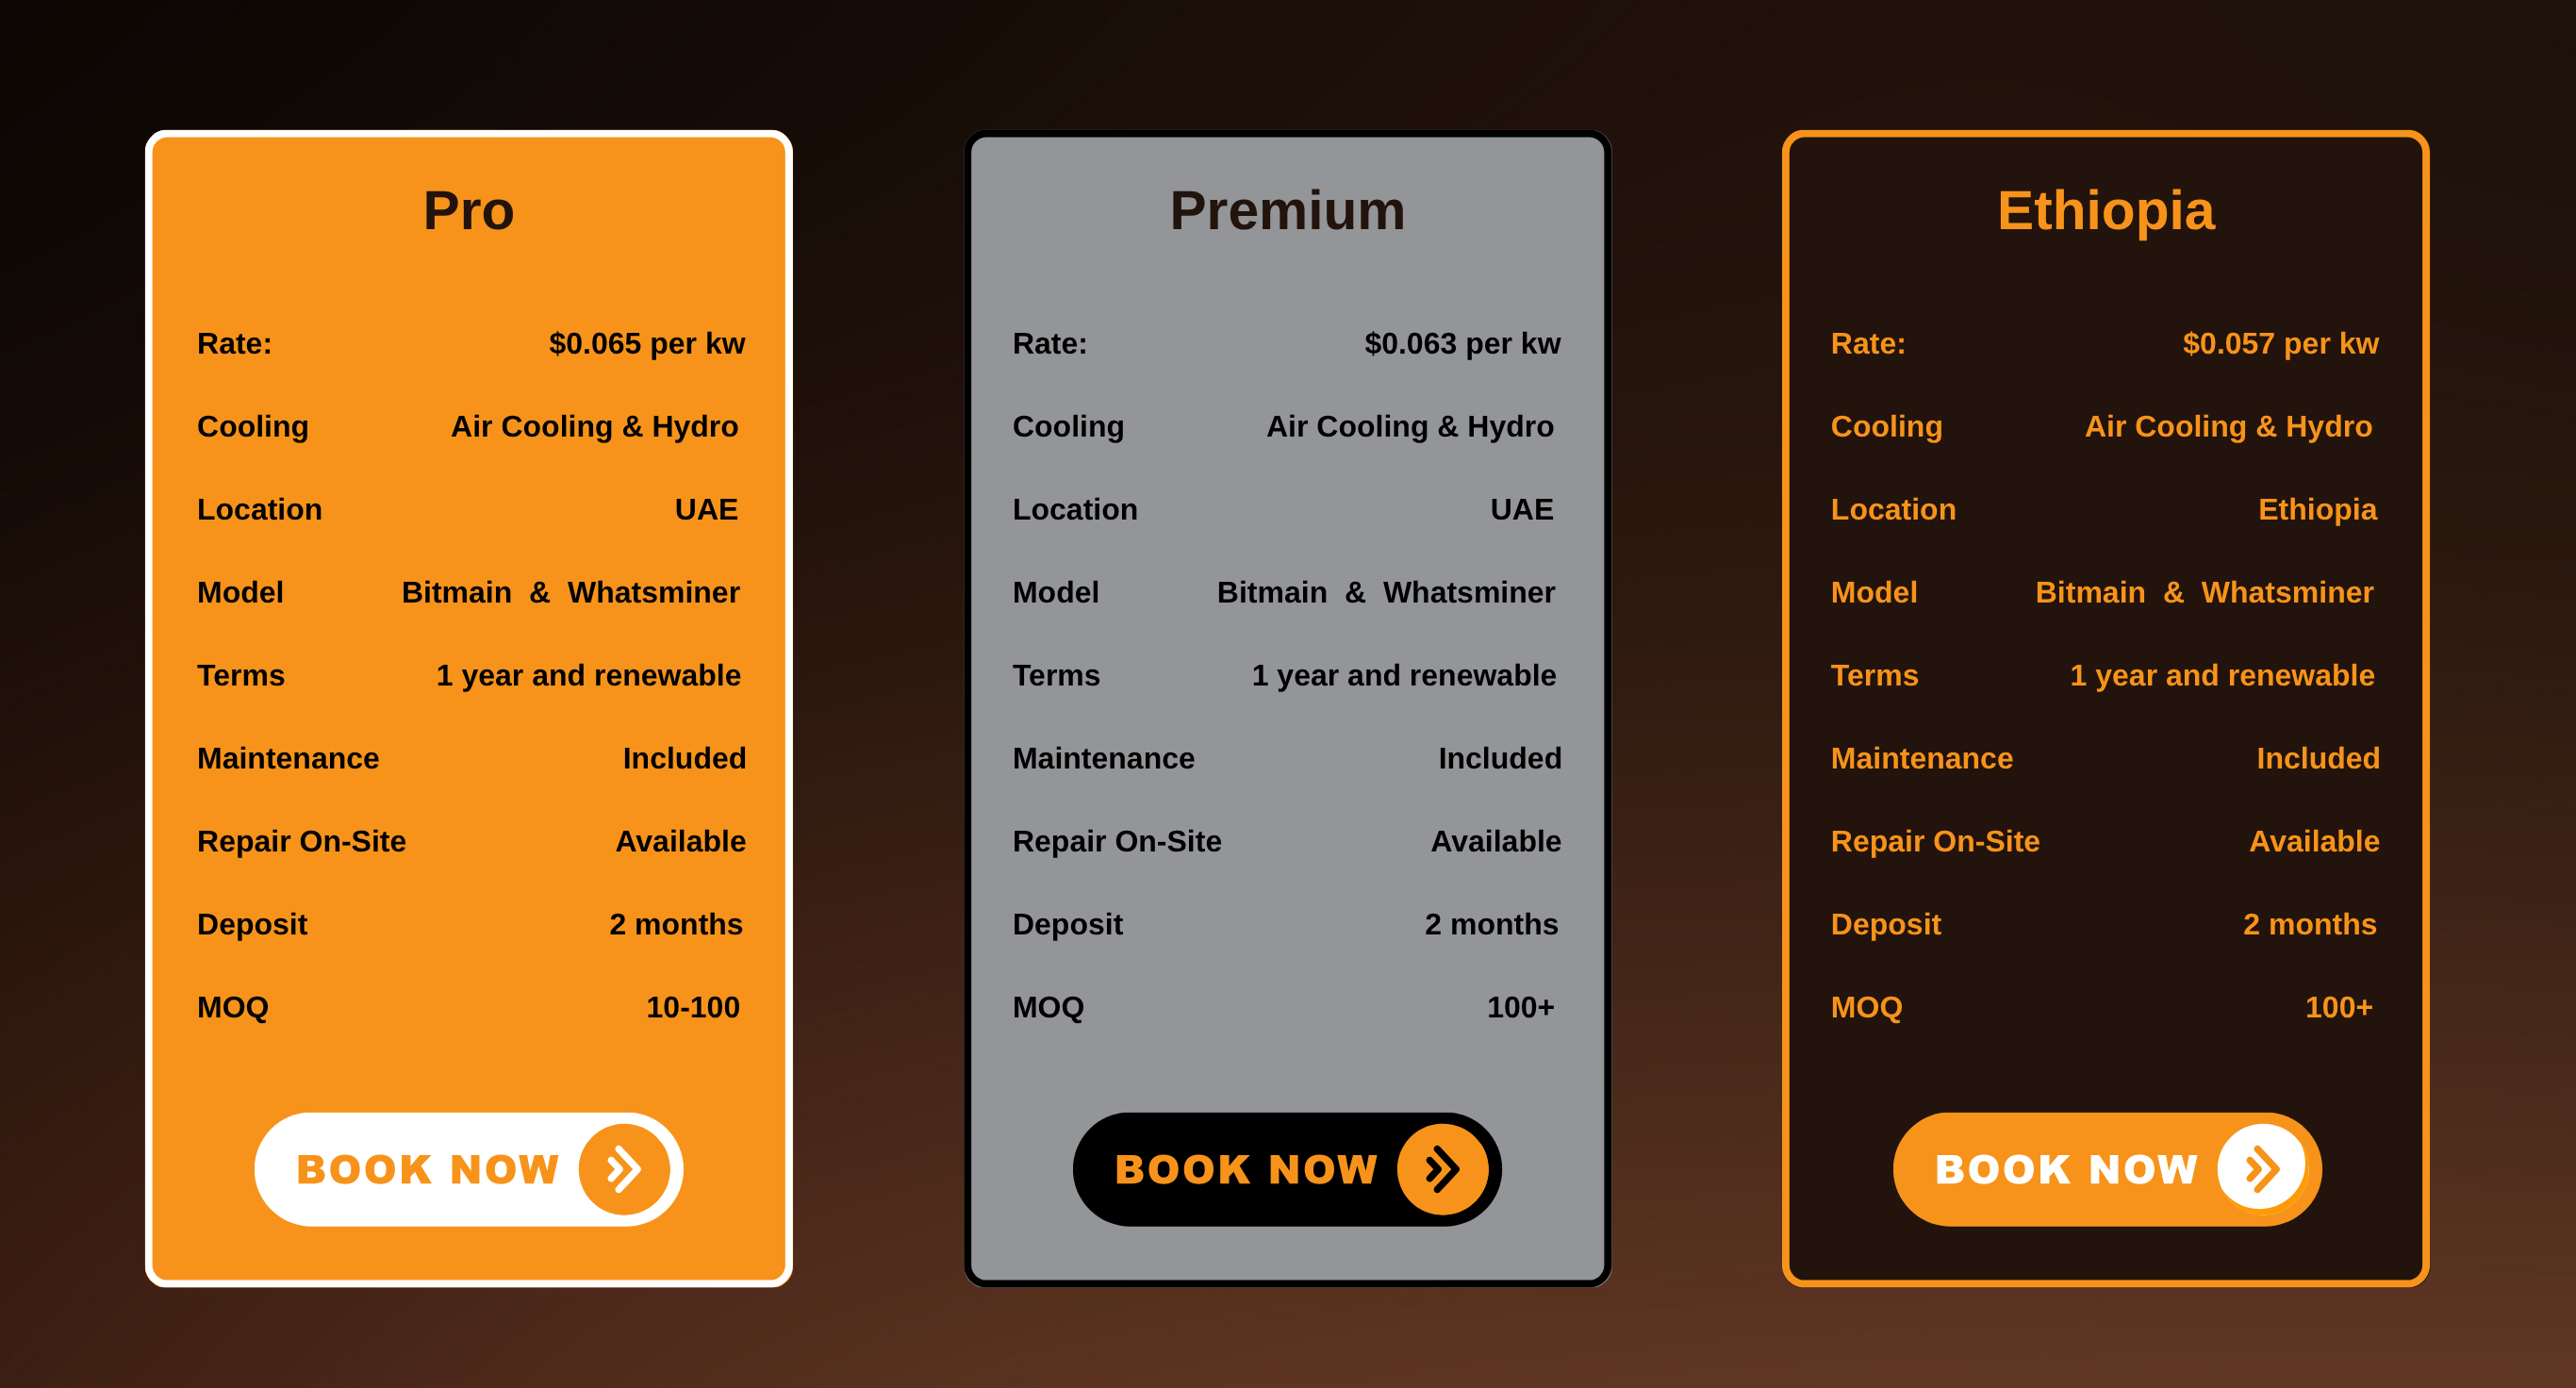 Pro
Rate: $0.065 per kw
Cooling Air Cooling & Hydro
Location UAE
Model Bitmain & Whatsminer
Terms 1 year and renewable
Maintenance Included
Repair On-Site Available
Deposit 2 months
MOQ 10-100
BOOK NOW
Premium
Rate: $0.063 per kw
Cooling Air Cooling & Hydro
Location UAE
Model Bitmain & Whatsminer
Terms 1 year and renewable
Maintenance Included
Repair On-Site Available
Deposit 2 months
MOQ 100+
BOOK NOW
Ethiopia
Rate: $0.057 per kw
Cooling Air Cooling & Hydro
Location Ethiopia
Model Bitmain & Whatsminer
Terms 1 year and renewable
Maintenance Included
Repair On-Site Available
Deposit 2 months
MOQ 100+
BOOK NOW